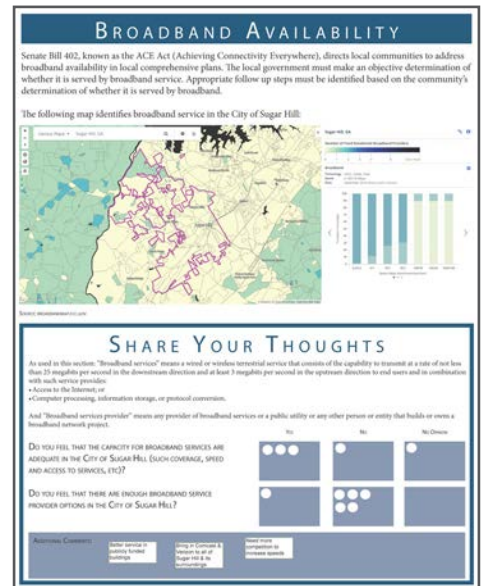 BROADBAND AVAILABILITY
Senate Bill 402, known as the ACE Act (Achieving Connectivity Everywhere), directs local communities to address
broadband availability in local comprehensive plans. The local government must make an objective determination of
whether it is served by broadband service. Appropriate follow up steps must be identified based on the community's
determination of whether it is served by broadband.
The following map identifies broadband service in the City of Sugar Hill:
Sugar Hill, GA
Sugar Hill, GA
Number of Fixed Residential Broadband Providers
Broadband
SHARE YOUR THOUGHTS
As used in this section: "Broadband services" means a wired or wireless terrestrial service that consists of the capability to transmit at a rate of not less
than 25 megabits per second in the downstream direction and at least 3 megabits per second in the upstream direction to end users and in combination
with such service provides:
• Access to the Internet; or
• Computer processing, information storage, or protocol conversion.
And "Broadband services provider" means any provider of broadband services or a public utility or any other person or entity that builds or owns a
broadband network project.
YES NO NO OPINION
DO YOU FEEL THAT THE CAPACITY FOR BROADBAND SERVICES ARE
ADEQUATE IN THE CITY OF SUGAR HILL (SUCH COVERAGE, SPEED
AND ACCESS TO SERVICES, ETC)?
DO YOU FEEL THAT THERE ARE ENOUGH BROADBAND SERVICE
PROVIDER OPTIONS IN THE CITY OF SUGAR HILL?
ADDITIONAL COMMENTS:
Better service in
publicly funded
buildings
Bring in Comcast &
Verizon to all of
Sugar Hill & its
surroundings
Need more
competition to
increase speeds